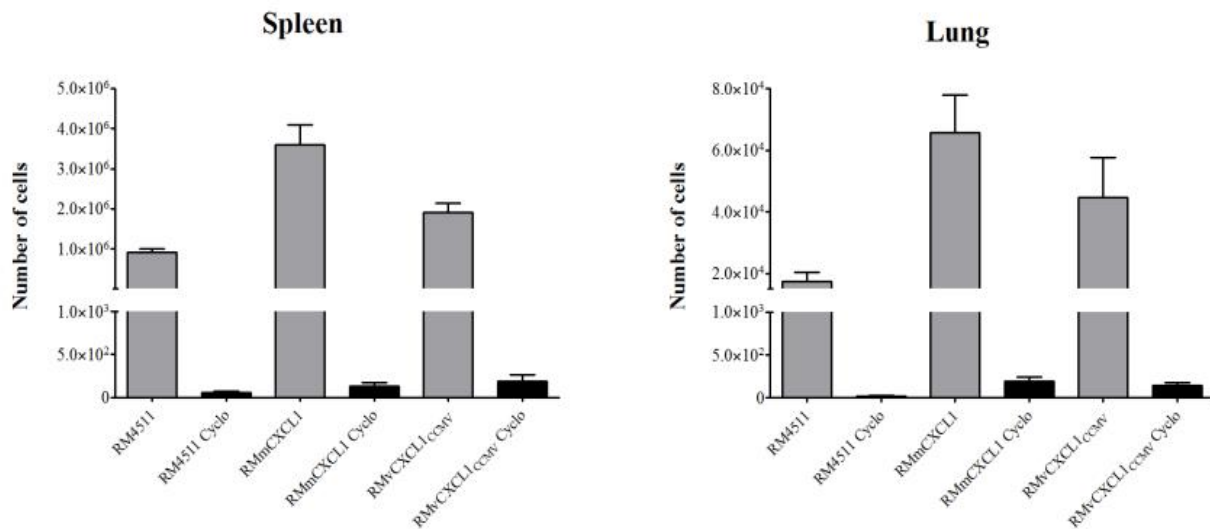 Spleen
Number of cells
5.0×10⁶
4.0×10⁶
3.0×10⁶
2.0×10⁶
1.0×10⁶
1.0×10³
5.0×10²
0
RM4511
RM4511 Cyclo
RMmCXCL1
RMmCXCL1 Cyclo
RMvCXCL1CCMV
RMvCXCL1CCMV Cyclo
Lung
Number of cells
8.0×10⁴
6.0×10⁴
4.0×10⁴
2.0×10⁴
1.0×10³
5.0×10²
0
RM4511
RM4511 Cyclo
RMmCXCL1
RMmCXCL1 Cyclo
RMvCXCL1CCMV
RMvCXCL1CCMV Cyclo